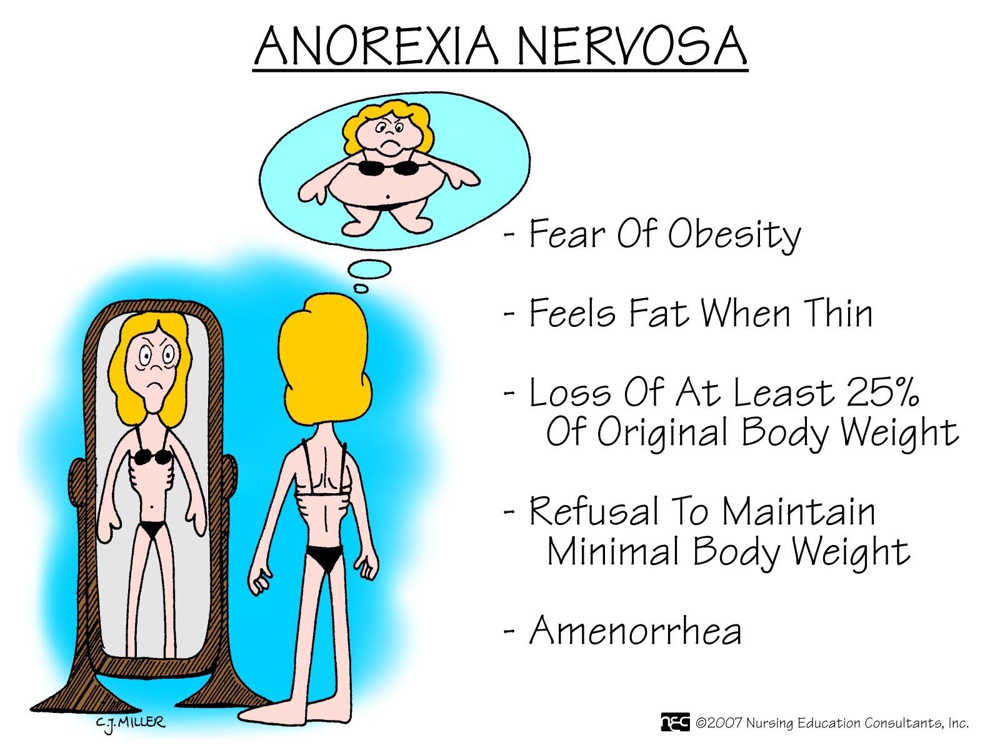 ANOREXIA NERVOSA
- Fear Of Obesity
- Feels Fat When Thin
- Loss Of At Least 25%
Of Original Body Weight
- Refusal To Maintain
Minimal Body Weight
- Amenorrhea
C.J. MILLER
nec ©2007 Nursing Education Consultants, Inc.